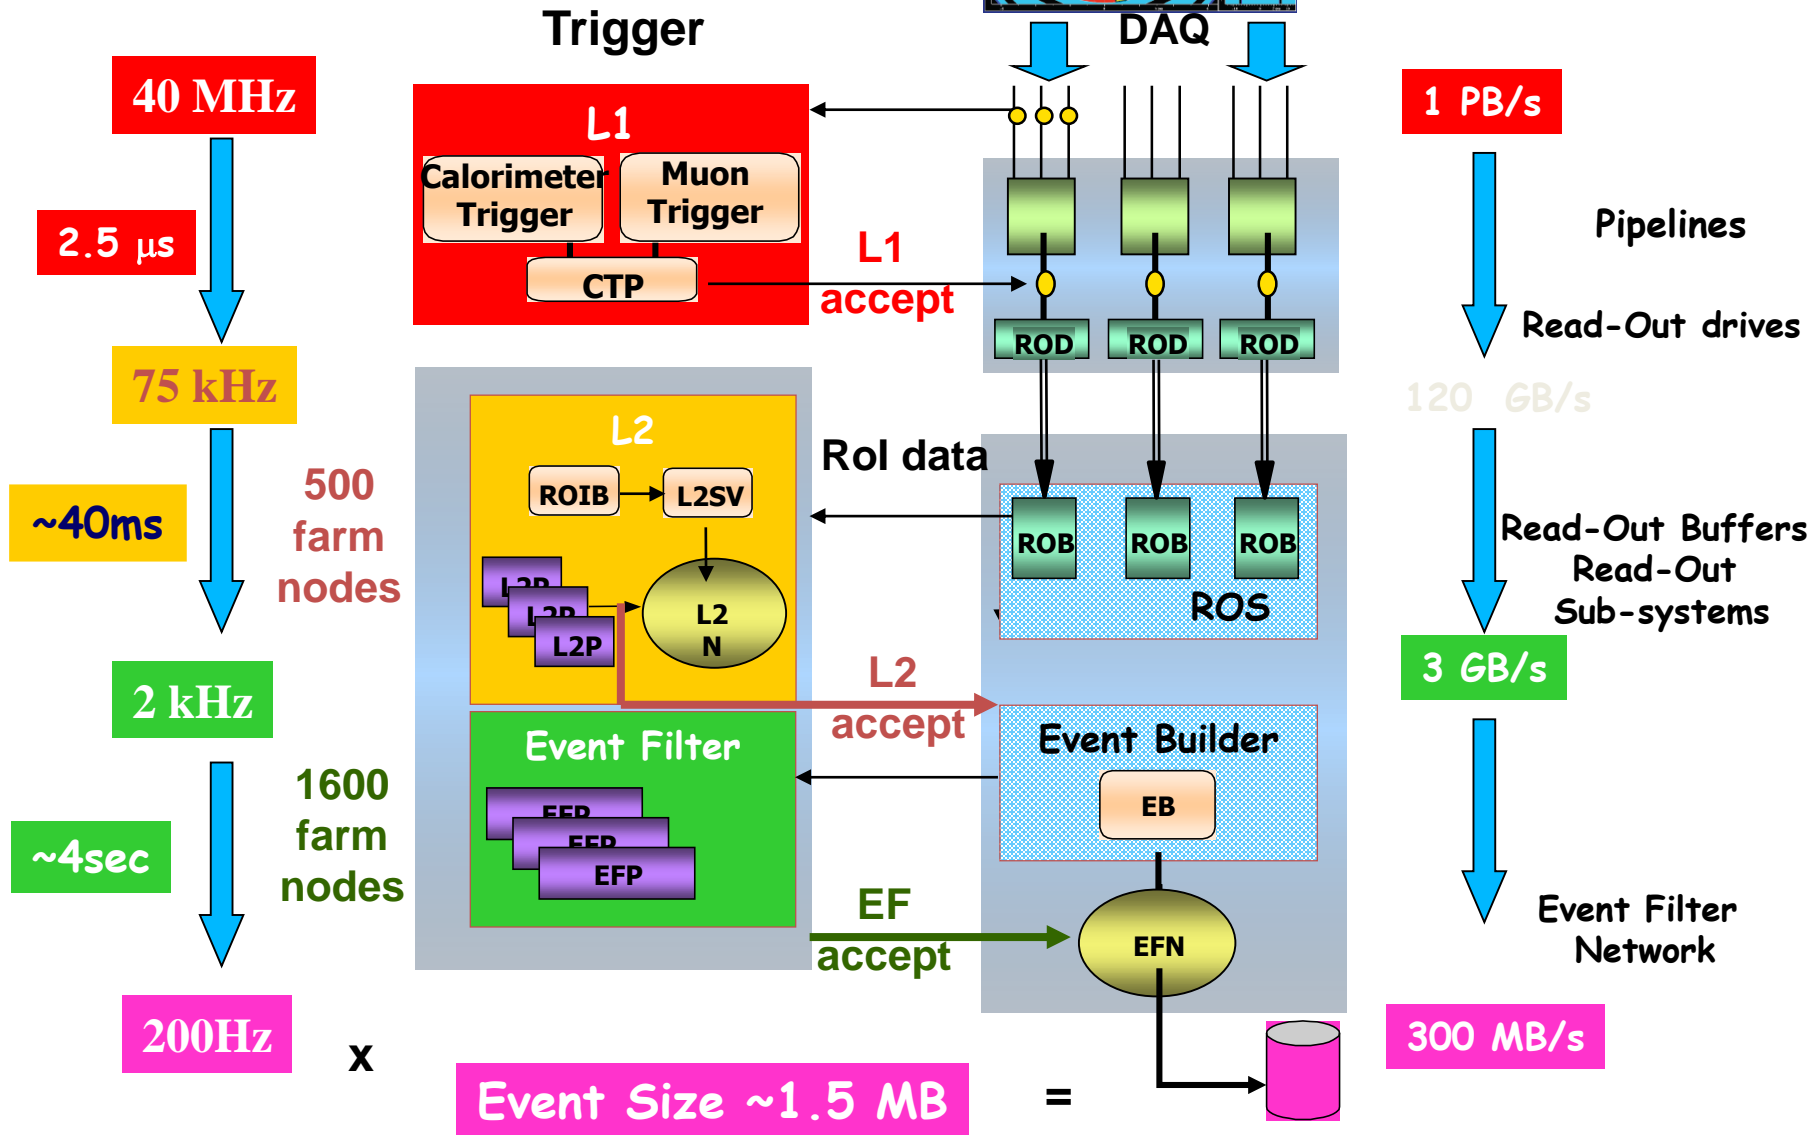 Trigger
DAQ
40 MHz
2.5 μs
75 kHz
~40ms
2 kHz
~4sec
200Hz
x
500
farm
nodes
1600
farm
nodes
L1
Calorimeter
Trigger
Muon
Trigger
CTP
L1
accept
L2
ROIB
L2SV
L2P
L2P
L2P
L2
N
RoI data
L2
accept
Event Filter
EFP
EFP
EFP
EF
accept
Event Size ~1.5 MB
=
ROD
ROD
ROD
ROB
ROB
ROB
ROS
Event Builder
EB
EFN
1 PB/s
Pipelines
Read-Out drives
120 GB/s
Read-Out Buffers
Read-Out
Sub-systems
3 GB/s
Event Filter
Network
300 MB/s